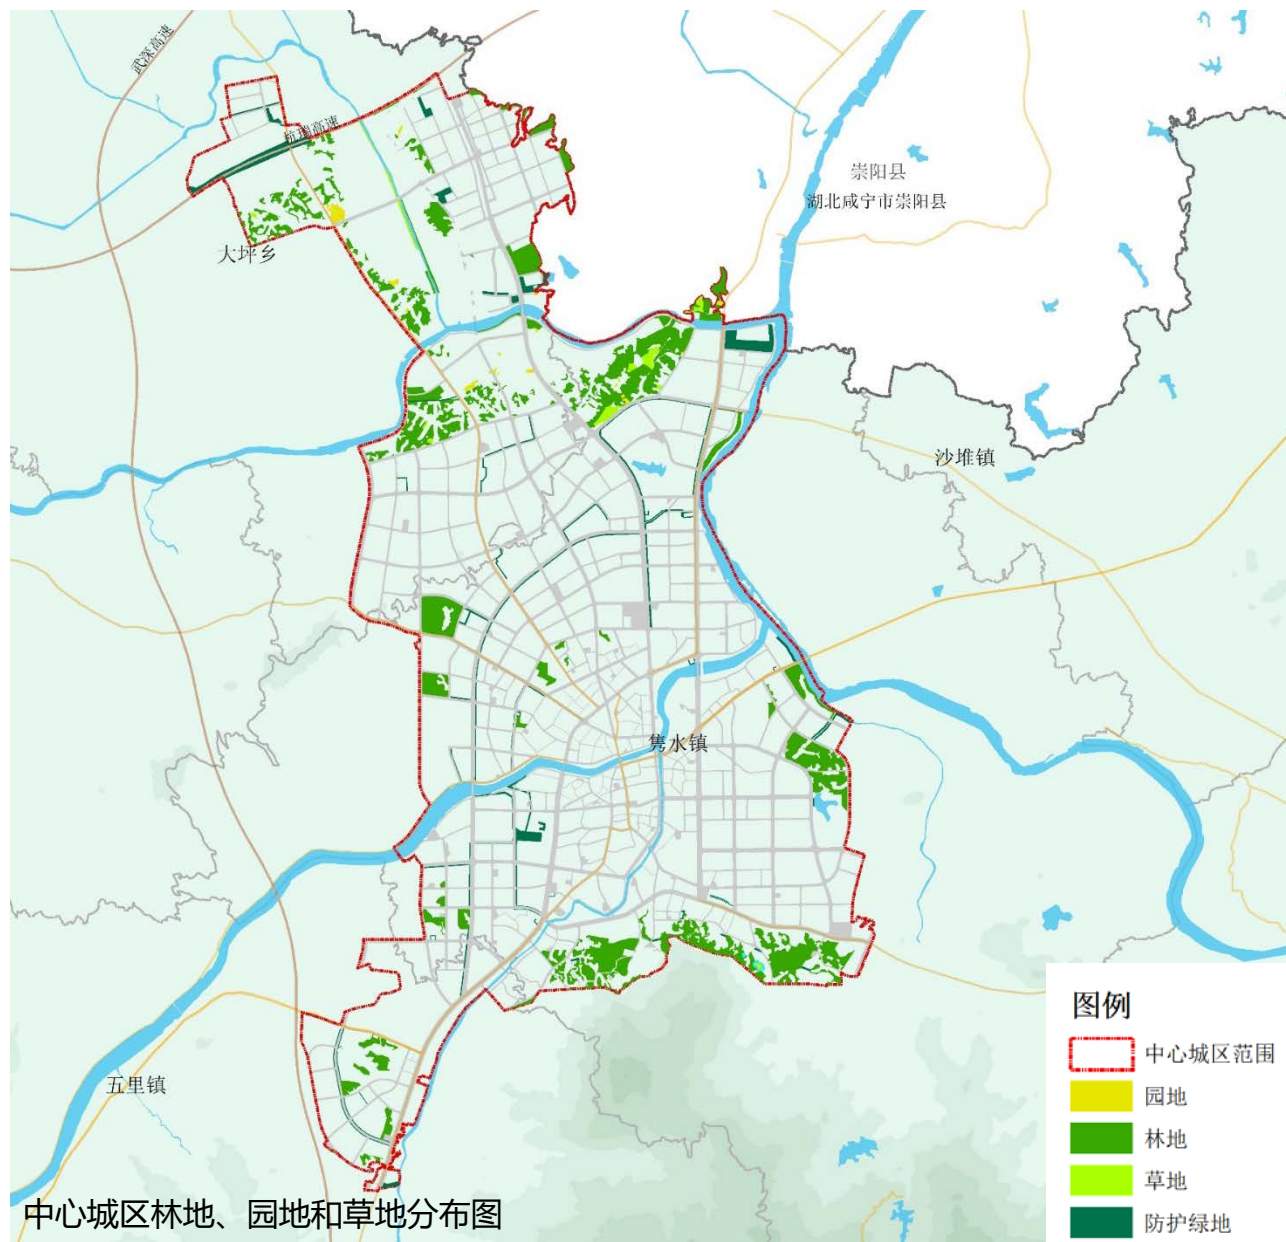 武深高速
杭瑞高速
崇阳县
湖北咸宁市崇阳县
大坪乡
沙堆镇
隽水镇
五里镇
图例
中心城区范围
园地
林地
草地
防护绿地
中心城区林地、园地和草地分布图